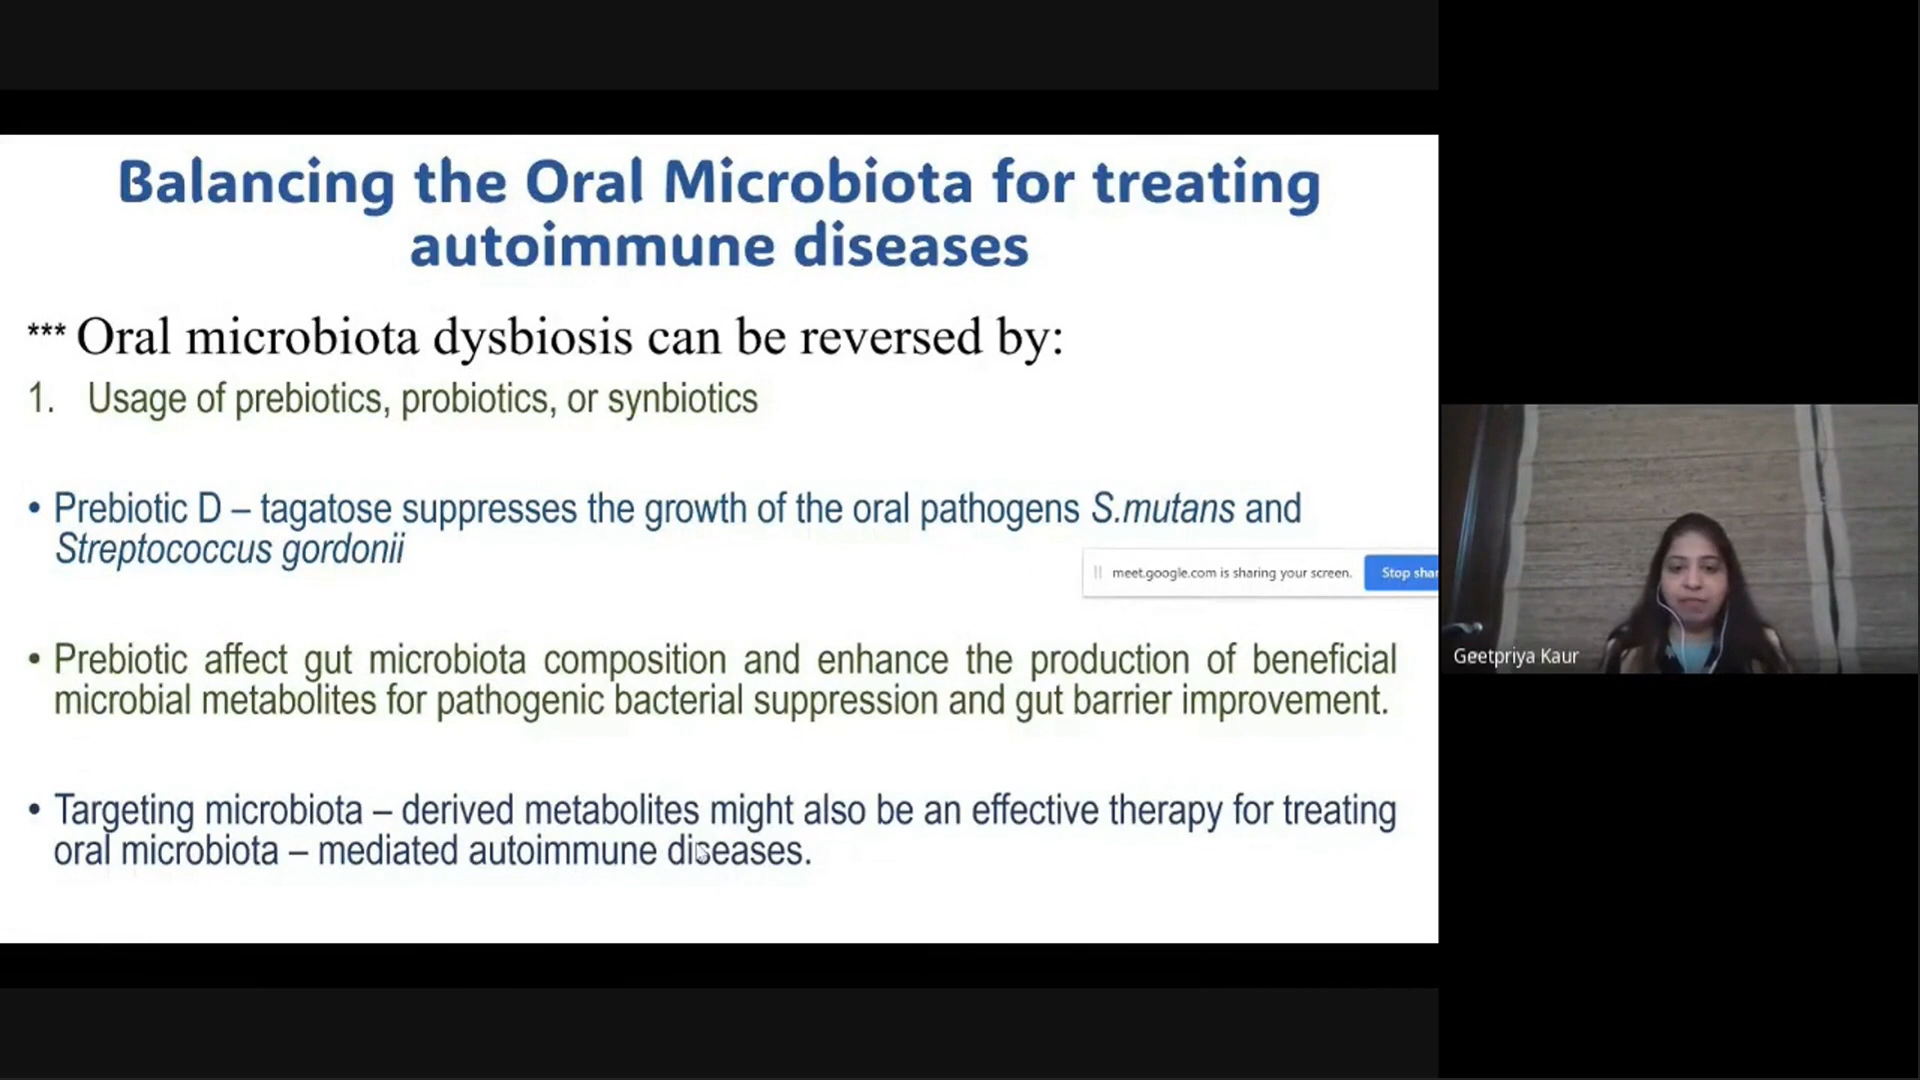 Balancing the Oral Microbiota for treating
autoimmune diseases
*** Oral microbiota dysbiosis can be reversed by:
1. Usage of prebiotics, probiotics, or synbiotics
• Prebiotic D – tagatose suppresses the growth of the oral pathogens S.mutans and
Streptococcus gordonii
meet.google.com is sharing your screen.
Stop shar
• Prebiotic affect gut microbiota composition and enhance the production of beneficial
microbial metabolites for pathogenic bacterial suppression and gut barrier improvement.
• Targeting microbiota – derived metabolites might also be an effective therapy for treating
oral microbiota – mediated autoimmune diseases.
Geetpriya Kaur